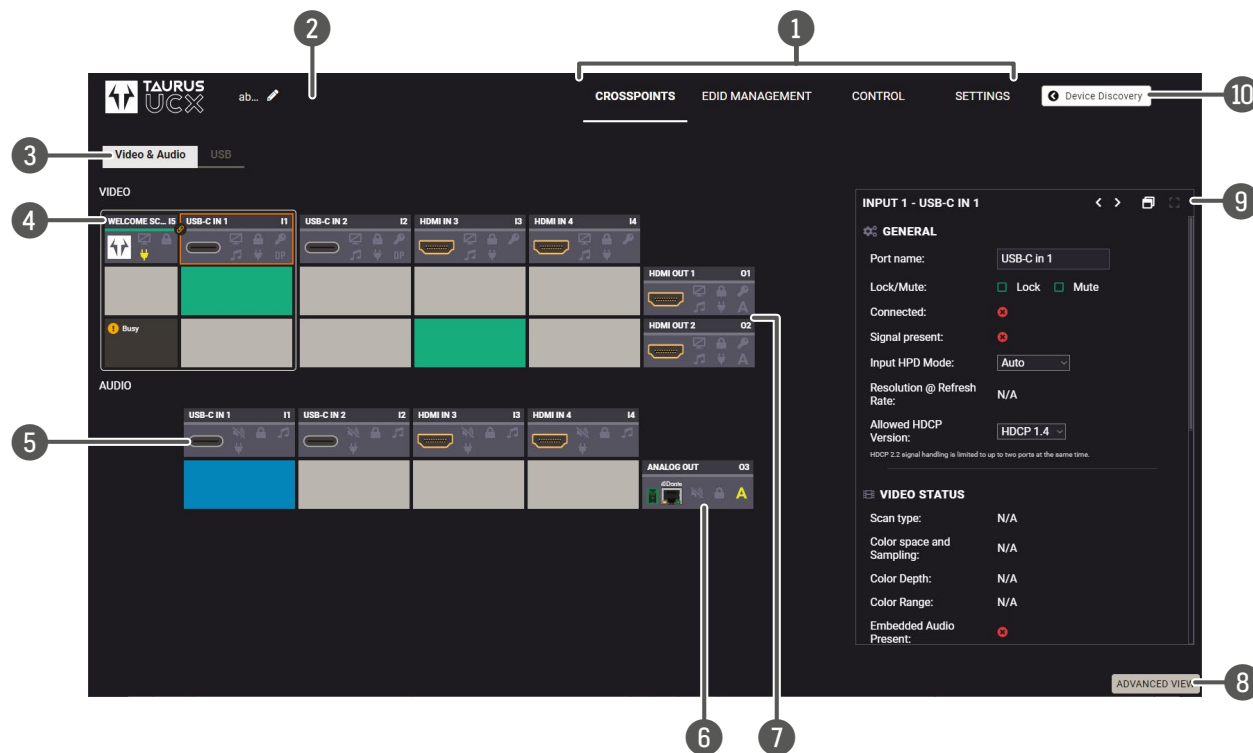 2
1
TAURUS
UCX
ab...
CROSSPOINTS
EDID MANAGEMENT
CONTROL
SETTINGS
Device Discovery
10
3
Video & Audio
USB
VIDEO
4
WELCOME SC... I5
USB-C IN 1 I1
USB-C IN 2 I2
HDMI IN 3 I3
HDMI IN 4 I4
DP
DP
HDMI OUT 1 O1
A
Busy
HDMI OUT 2 O2
A
7
AUDIO
5
USB-C IN 1 I1
USB-C IN 2 I2
HDMI IN 3 I3
HDMI IN 4 I4
ANALOG OUT O3
Dante
A
6
INPUT 1 - USB-C IN 1
9
GENERAL
Port name: USB-C in 1
Lock/Mute: Lock Mute
Connected:
Signal present:
Input HPD Mode: Auto
Resolution @ Refresh
Rate: N/A
Allowed HDCP
Version: HDCP 1.4
HDCP 2.2 signal handling is limited to up to two ports at the same time.
VIDEO STATUS
Scan type: N/A
Color space and
Sampling: N/A
Color Depth: N/A
Color Range: N/A
Embedded Audio
Present:
ADVANCED VIEW
8